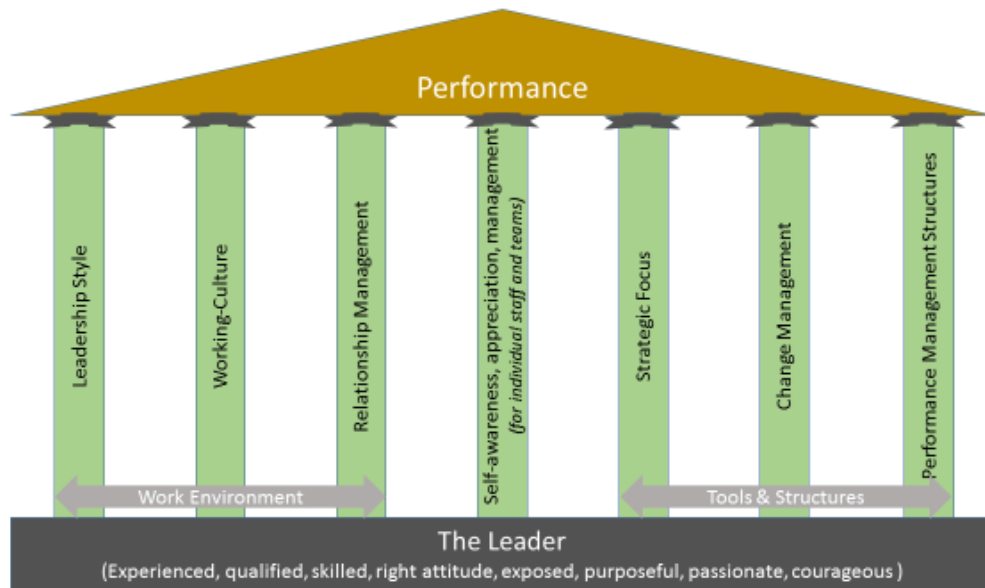 Performance
Leadership Style
Working-Culture
Relationship Management
Self-awareness, appreciation, management
(for individual staff and teams)
Strategic Focus
Change Management
Performance Management Structures
Work Environment
Tools & Structures
The Leader
(Experienced, qualified, skilled, right attitude, exposed, purposeful, passionate, courageous )